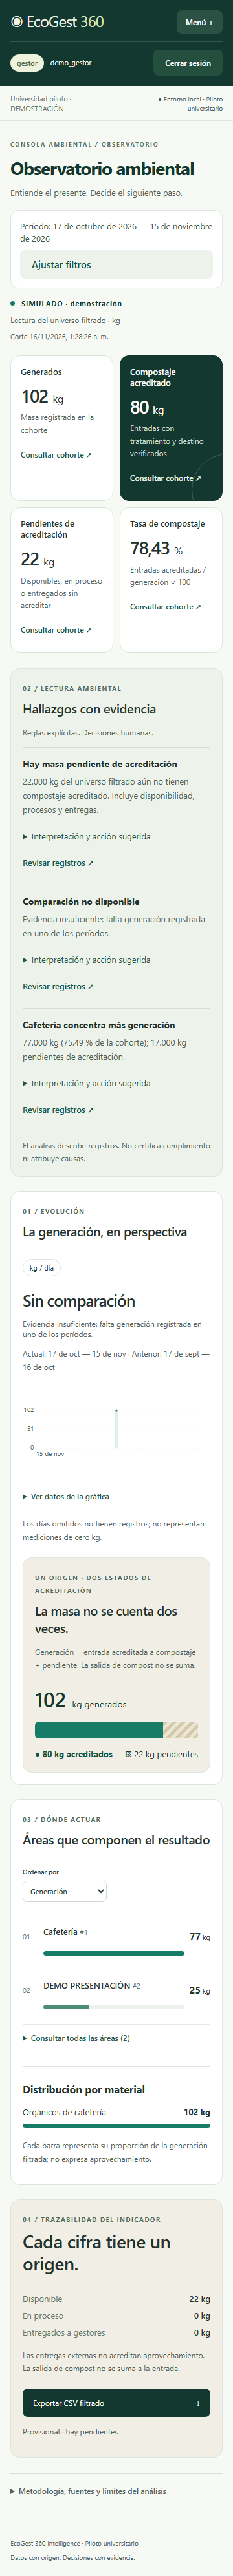 EcoGest 360
Menú +
gestor
demo_gestor
Cerrar sesión
Universidad piloto ·
DEMOSTRACIÓN
● Entorno local · Piloto
universitario
CONSOLA AMBIENTAL / OBSERVATORIO
Observatorio ambiental
Entiende el presente. Decide el siguiente paso.
Período: 17 de octubre de 2026 — 15 de noviembre
de 2026
Ajustar filtros
SIMULADO · demostración
Lectura del universo filtrado · kg
Corte 16/11/2026, 1:28:26 a. m.
Generados
102 kg
Masa registrada en la
cohorte
Consultar cohorte ↗
Compostaje
acreditado
80 kg
Entradas con
tratamiento y destino
verificados
Consultar cohorte ↗
Pendientes de
acreditación
22 kg
Disponibles, en proceso
o entregados sin
acreditar
Consultar cohorte ↗
Tasa de compostaje
78,43 %
Entradas acreditadas /
generación × 100
Consultar cohorte ↗
02 / LECTURA AMBIENTAL
Hallazgos con evidencia
Reglas explícitas. Decisiones humanas.
Hay masa pendiente de acreditación
22.000 kg del universo filtrado aún no tienen
compostaje acreditado. Incluye disponibilidad,
procesos y entregas.
▶ Interpretación y acción sugerida
Revisar registros ↗
Comparación no disponible
Evidencia insuficiente: falta generación registrada
en uno de los períodos.
▶ Interpretación y acción sugerida
Revisar registros ↗
Cafetería concentra más generación
77.000 kg (75.49 % de la cohorte); 17.000 kg
pendientes de acreditación.
▶ Interpretación y acción sugerida
Revisar registros ↗
El análisis describe registros. No certifica cumplimiento
ni atribuye causas.
01 / EVOLUCIÓN
La generación, en perspectiva
kg / día
Sin comparación
Evidencia insuficiente: falta generación registrada en
uno de los períodos.
Actual: 17 de oct — 15 de nov · Anterior: 17 de sept —
16 de oct
102
51
0
15 de nov
▶ Ver datos de la gráfica
Los días omitidos no tienen registros; no representan
mediciones de cero kg.
UN ORIGEN · DOS ESTADOS DE
ACREDITACIÓN
La masa no se cuenta dos
veces.
Generación = entrada acreditada a compostaje
+ pendiente. La salida de compost no se suma.
102 kg generados
● 80 kg acreditados
▨ 22 kg pendientes
03 / DÓNDE ACTUAR
Áreas que componen el resultado
Ordenar por
Generación
01 Cafetería #1 77 kg
02 DEMO PRESENTACIÓN #2 25 kg
▶ Consultar todas las áreas (2)
Distribución por material
Orgánicos de cafetería 102 kg
Cada barra representa su proporción de la generación
filtrada; no expresa aprovechamiento.
04 / TRAZABILIDAD DEL INDICADOR
Cada cifra tiene un
origen.
Disponible 22 kg
En proceso 0 kg
Entregados a gestores 0 kg
Las entregas externas no acreditan aprovechamiento.
La salida de compost no se suma a la entrada.
Exportar CSV filtrado ↓
Provisional · hay pendientes
▶ Metodología, fuentes y límites del análisis
EcoGest 360 Intelligence · Piloto universitario
Datos con origen. Decisiones con evidencia.